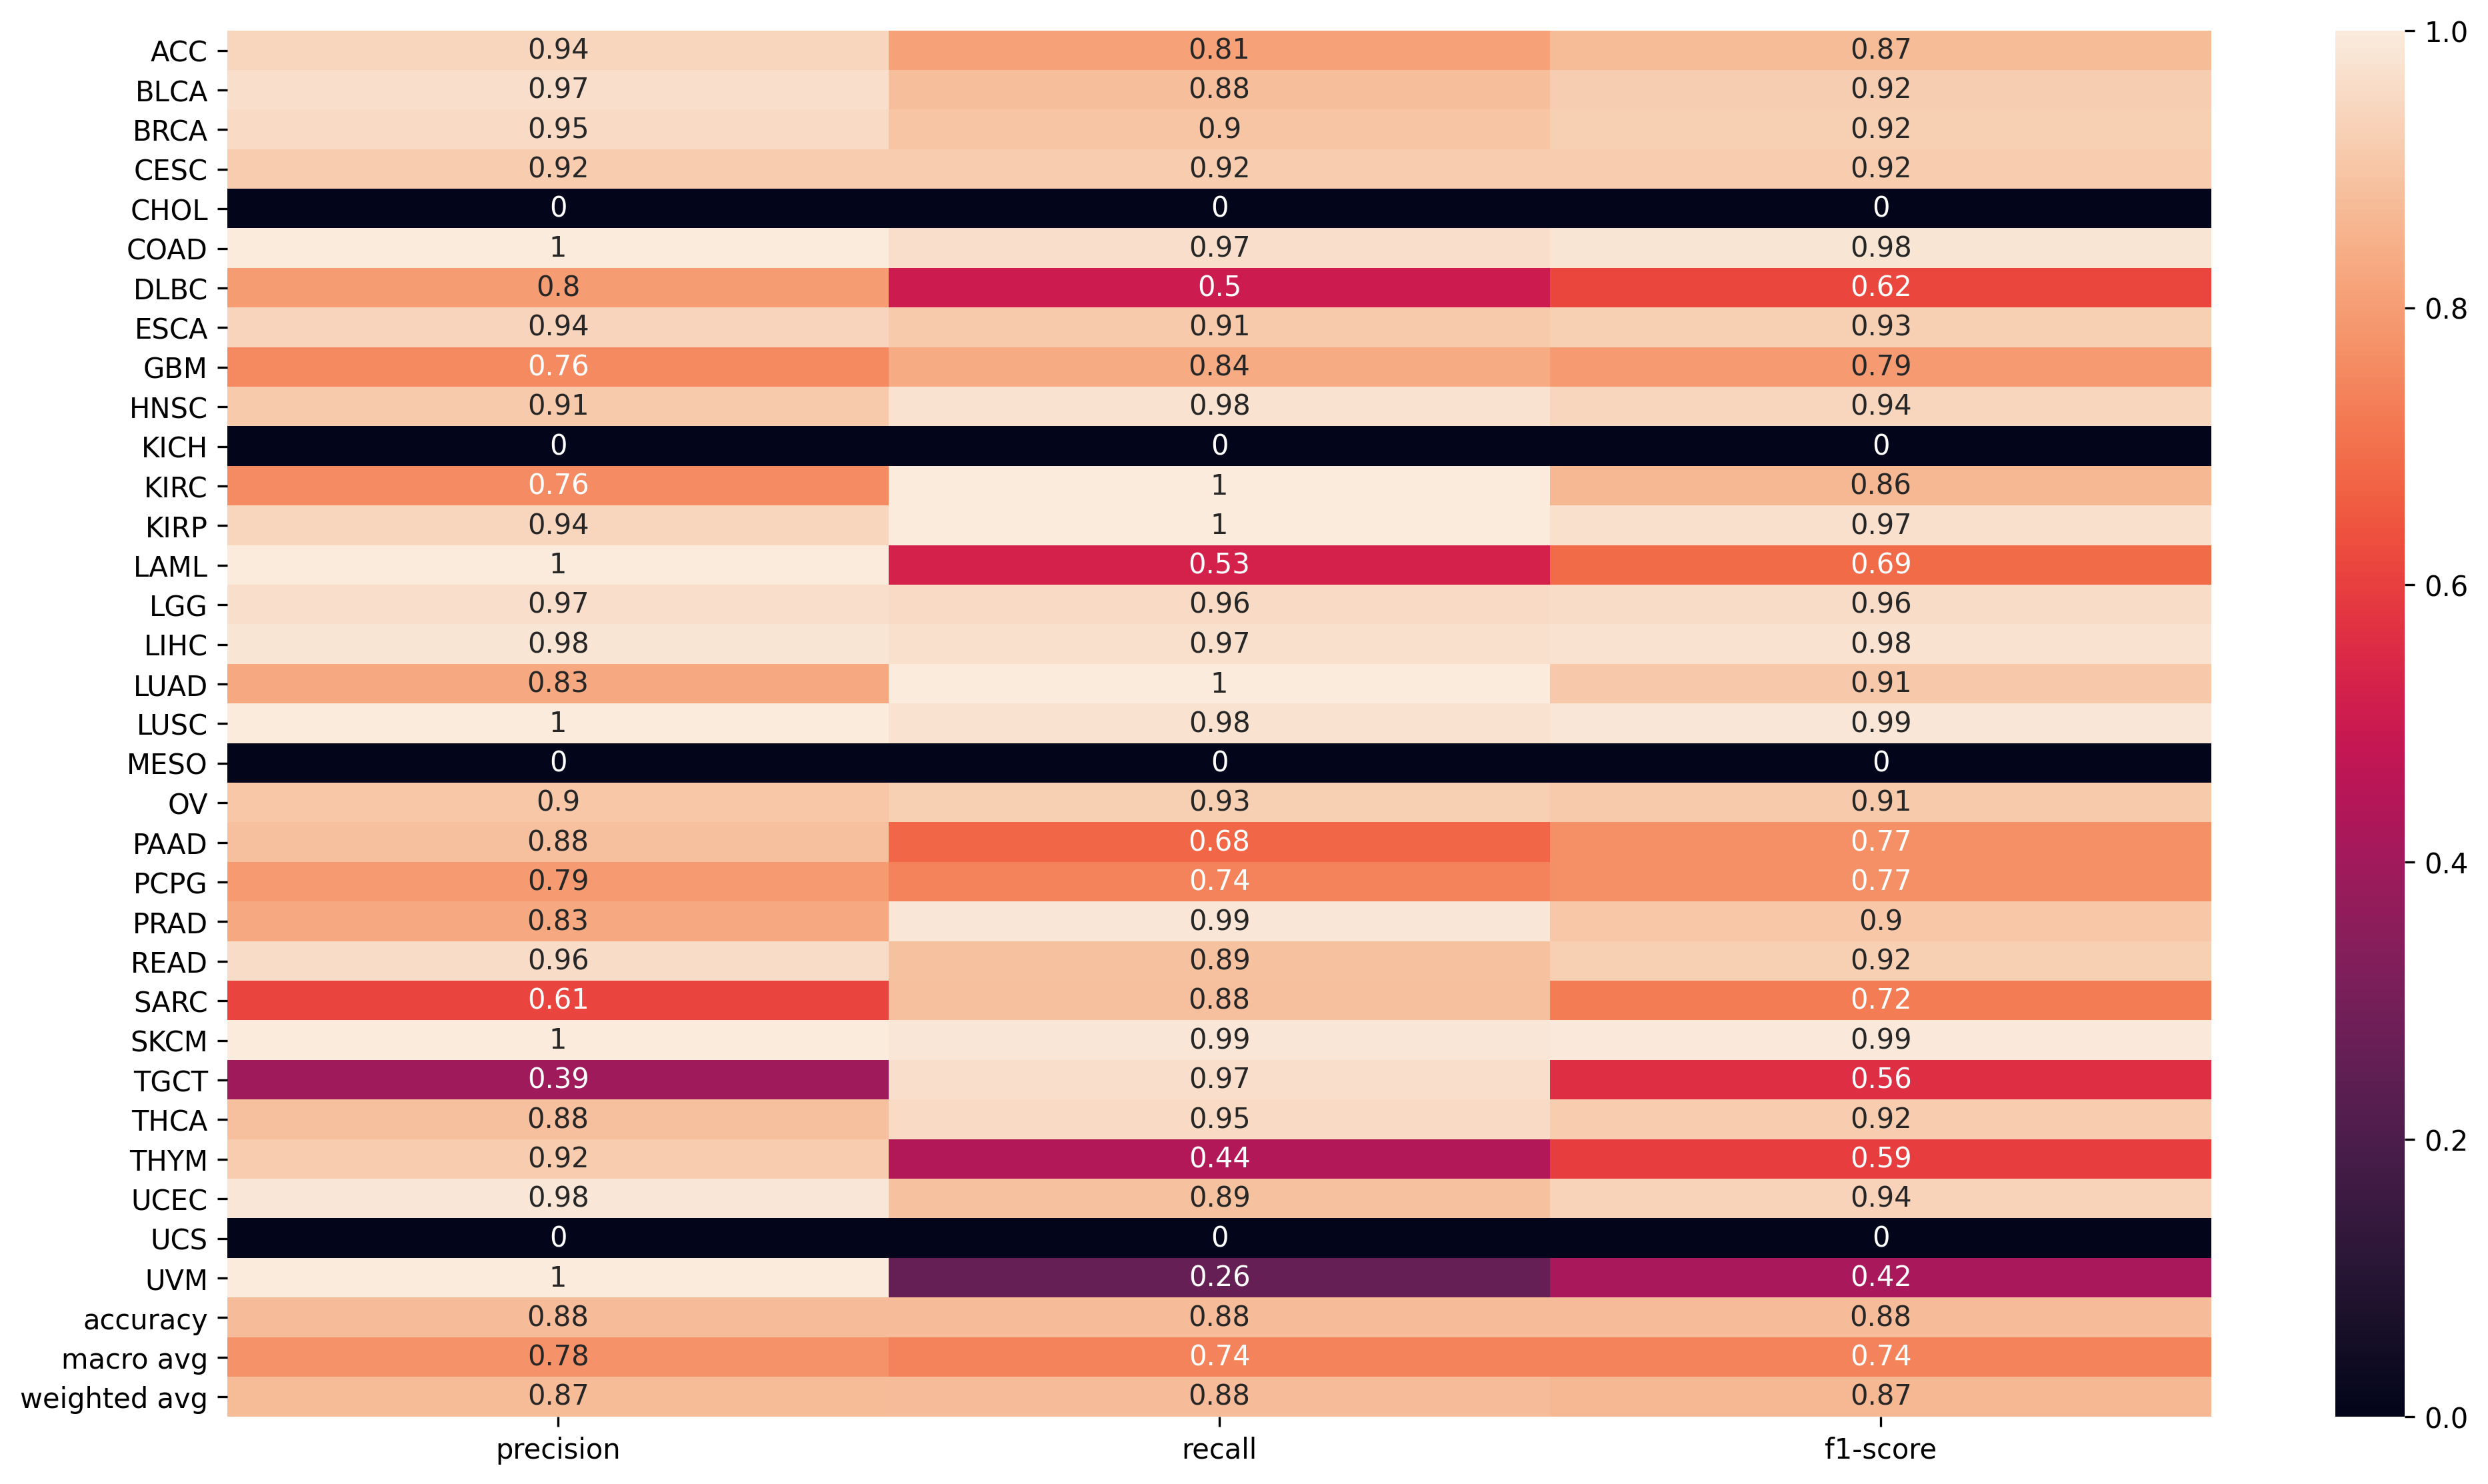 ACC 0.94 0.81 0.87
BLCA 0.97 0.88 0.92
BRCA 0.95 0.9 0.92
CESC 0.92 0.92 0.92
CHOL 0 0 0
COAD 1 0.97 0.98
DLBC 0.8 0.5 0.62
ESCA 0.94 0.91 0.93
GBM 0.76 0.84 0.79
HNSC 0.91 0.98 0.94
KICH 0 0 0
KIRC 0.76 1 0.86
KIRP 0.94 1 0.97
LAML 1 0.53 0.69
LGG 0.97 0.96 0.96
LIHC 0.98 0.97 0.98
LUAD 0.83 1 0.91
LUSC 1 0.98 0.99
MESO 0 0 0
OV 0.9 0.93 0.91
PAAD 0.88 0.68 0.77
PCPG 0.79 0.74 0.77
PRAD 0.83 0.99 0.9
READ 0.96 0.89 0.92
SARC 0.61 0.88 0.72
SKCM 1 0.99 0.99
TGCT 0.39 0.97 0.56
THCA 0.88 0.95 0.92
THYM 0.92 0.44 0.59
UCEC 0.98 0.89 0.94
UCS 0 0 0
UVM 1 0.26 0.42
accuracy 0.88 0.88 0.88
macro avg 0.78 0.74 0.74
weighted avg 0.87 0.88 0.87
precision recall f1-score
1.0
0.8
0.6
0.4
0.2
0.0